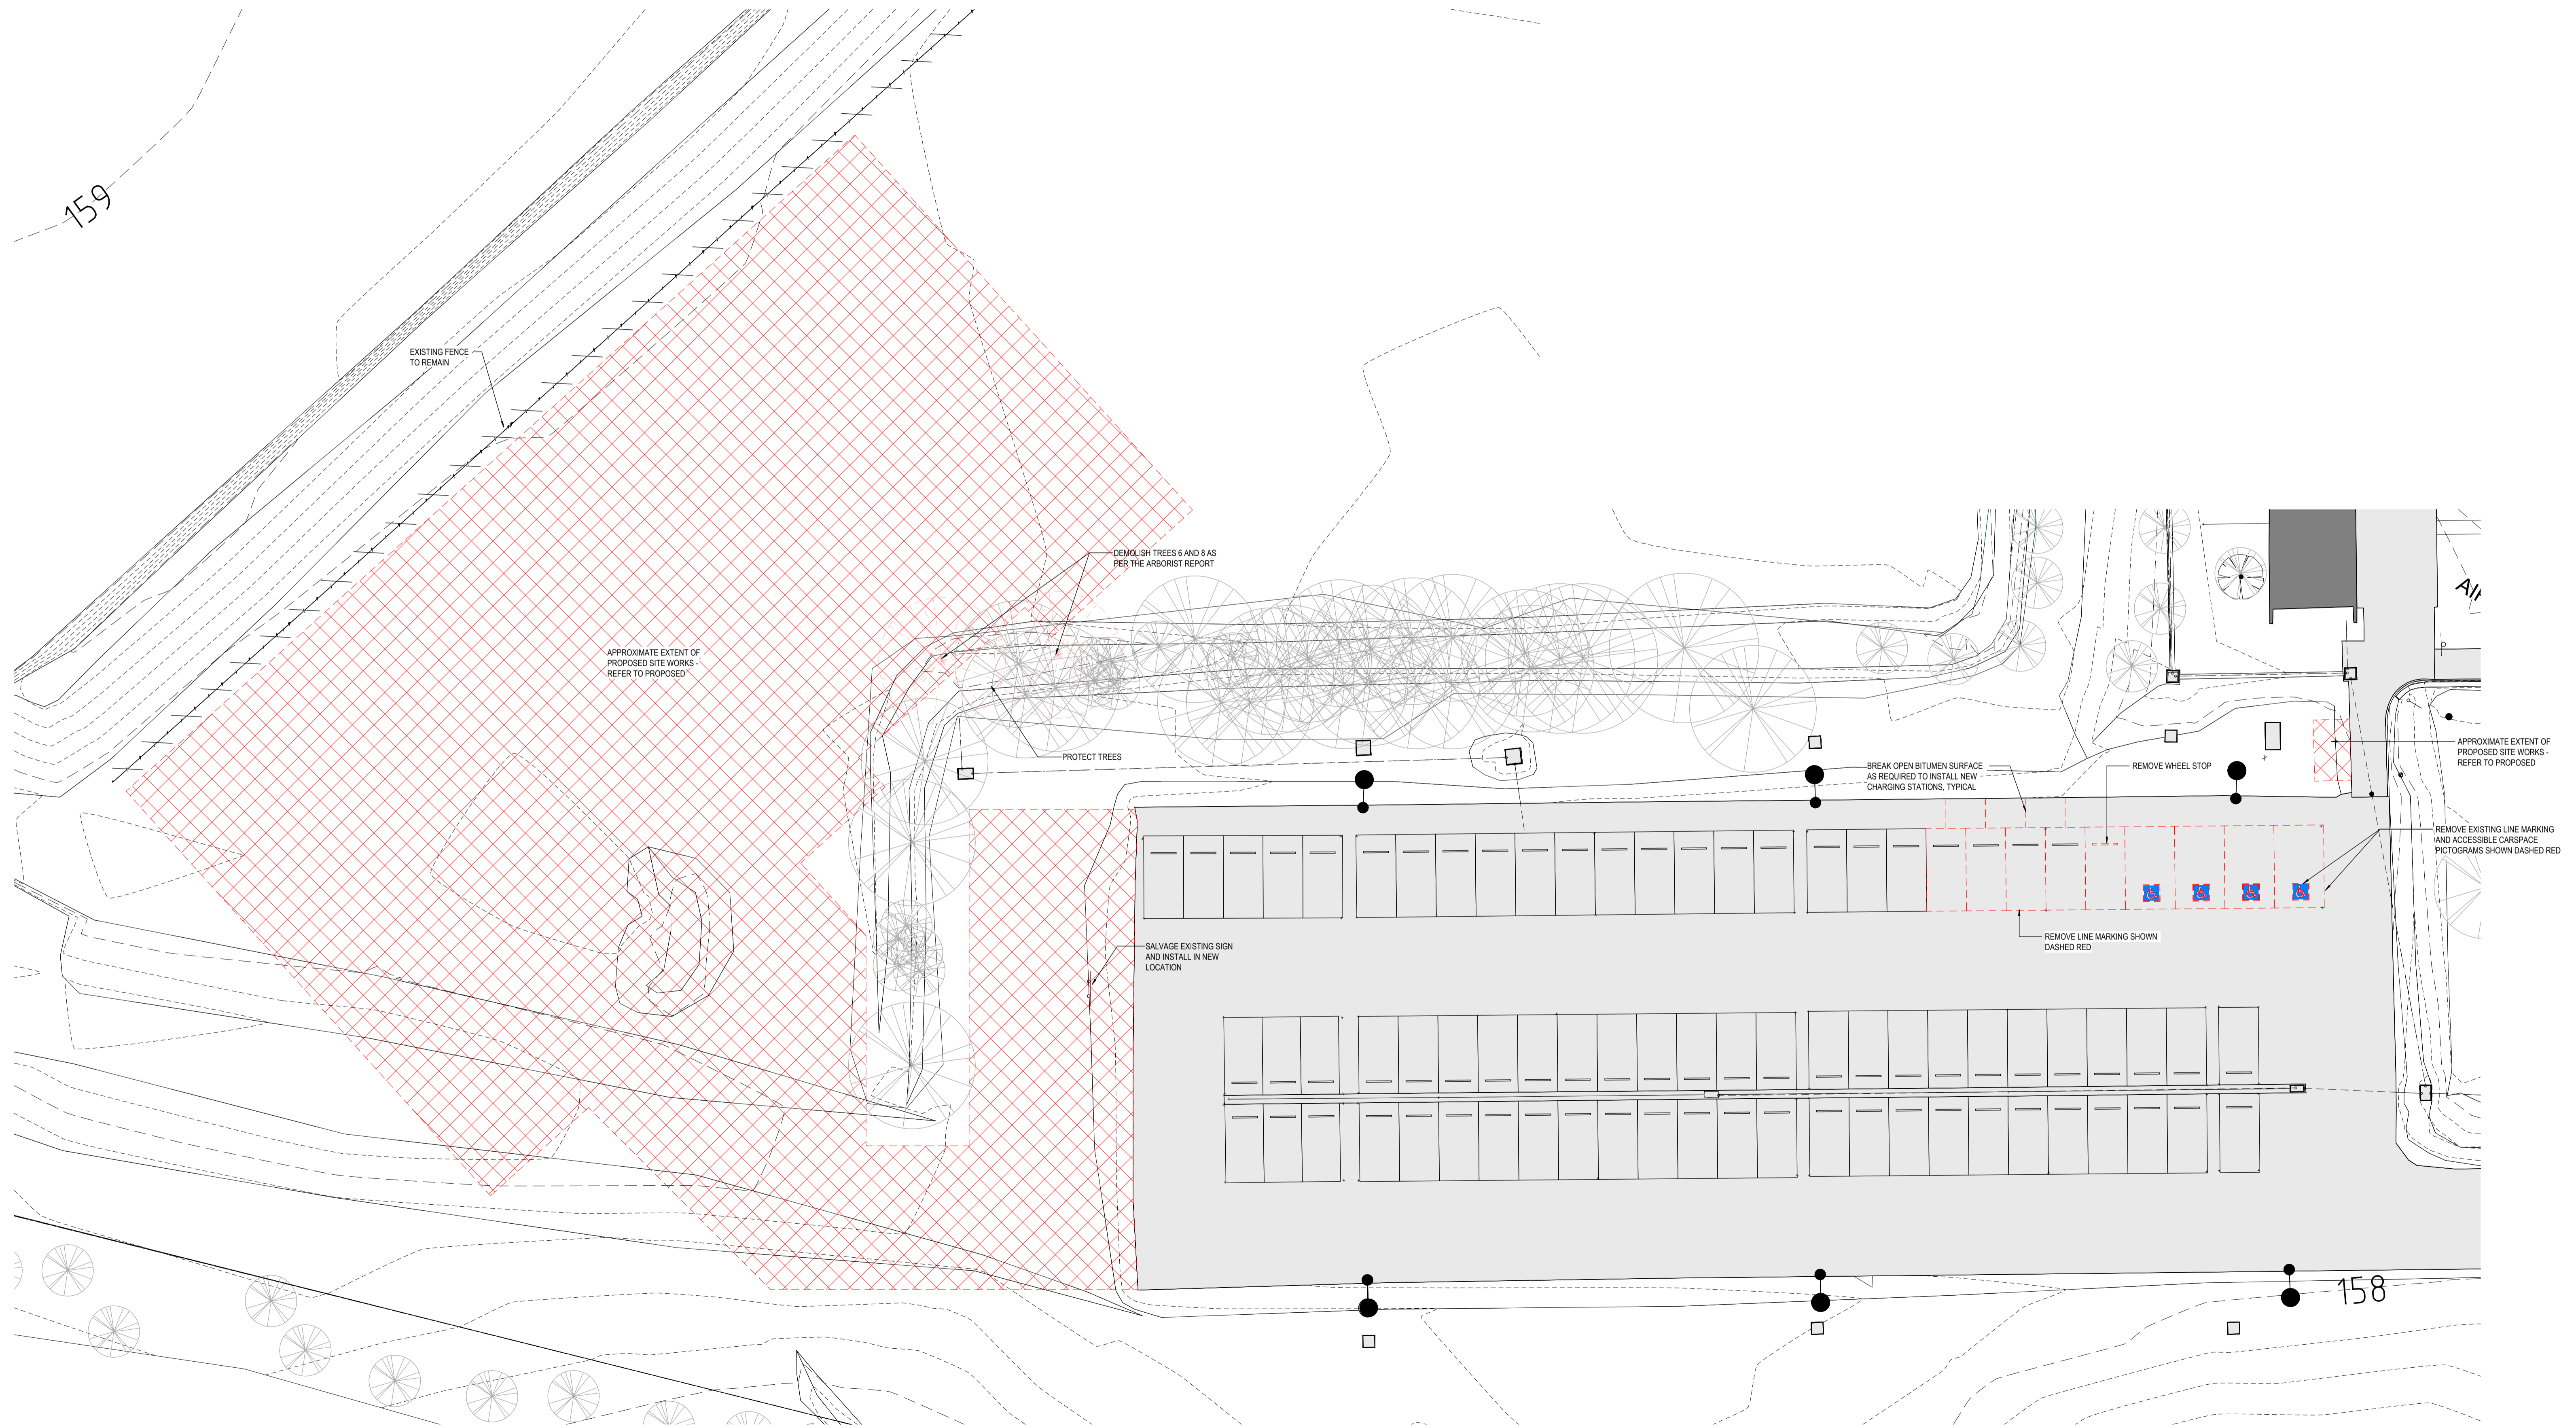 159
EXISTING FENCE
TO REMAIN
DEMOLISH TREES 6 AND 8 AS
PER THE ARBORIST REPORT
APPROXIMATE EXTENT OF
PROPOSED SITE WORKS -
REFER TO PROPOSED
PROTECT TREES
BREAK OPEN BITUMEN SURFACE
AS REQUIRED TO INSTALL NEW
CHARGING STATIONS, TYPICAL
REMOVE WHEEL STOP
APPROXIMATE EXTENT OF
PROPOSED SITE WORKS -
REFER TO PROPOSED
REMOVE EXISTING LINE MARKING
AND ACCESSIBLE CARSPACE
PICTOGRAMS SHOWN DASHED RED
REMOVE LINE MARKING SHOWN
DASHED RED
SALVAGE EXISTING SIGN
AND INSTALL IN NEW
LOCATION
158